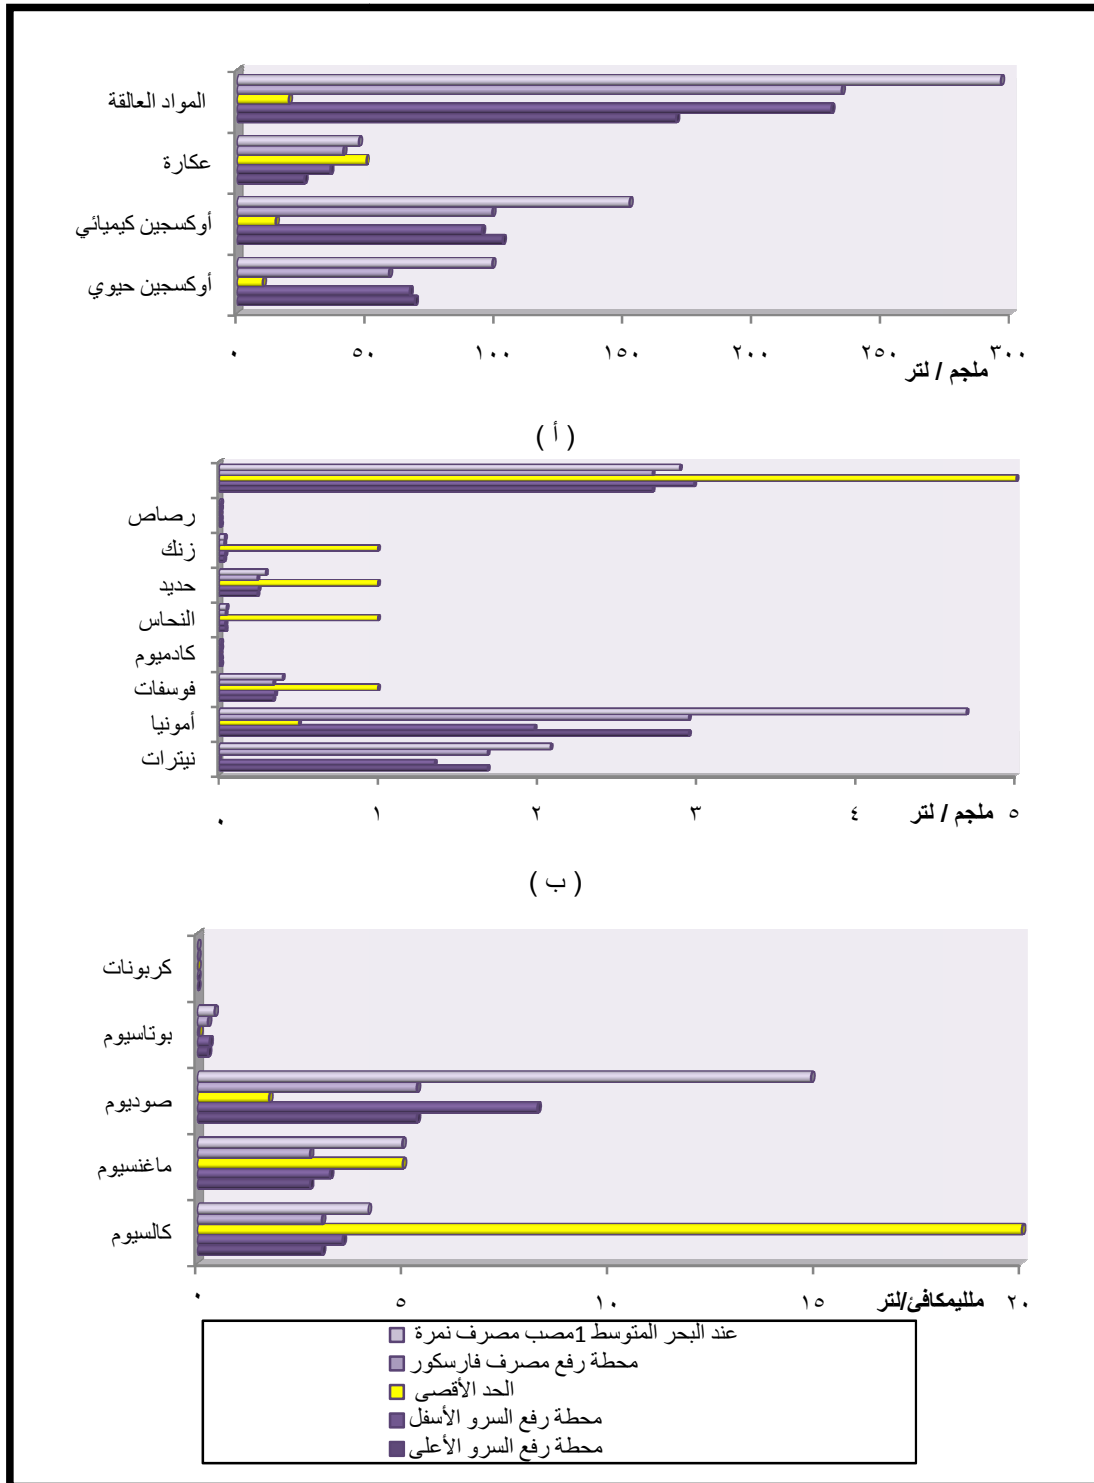 المواد العالقة
عكارة
أوكسجين كيميائي
أوكسجين حيوي
٠ ٥٠ ١٠٠ ١٥٠ ٢٠٠ ٢٥٠ ٣٠٠
ملجم / لتر
( أ )
رصاص
زنك
حديد
النحاس
كادميوم
فوسفات
أمونيا
نيترات
٠ ١ ٢ ٣ ٤ ٥
ملجم / لتر
( ب )
كربونات
بوتاسيوم
صوديوم
ماغنسيوم
كالسيوم
٠ ٥ ١٠ ١٥ ٢٠
ملليمكافئ/لتر
عند البحر المتوسط 1مصب مصرف نمرة
محطة رفع مصرف فارسكور
الحد الأقصى
محطة رفع السرو الأسفل
محطة رفع السرو الأعلى